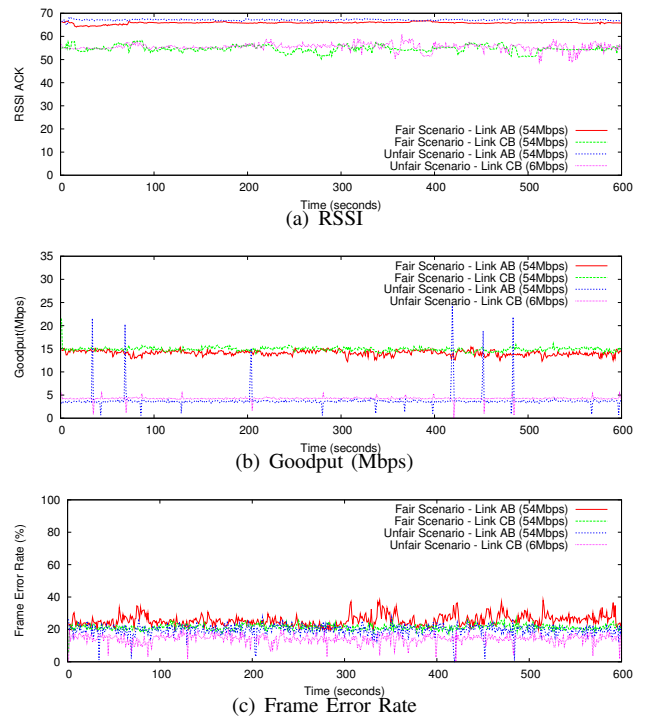 70
60
50
40
30
20
10
0
RSSI ACK
Fair Scenario - Link AB (54Mbps)
Fair Scenario - Link CB (54Mbps)
Unfair Scenario - Link AB (54Mbps)
Unfair Scenario - Link CB (6Mbps)
0 100 200 300 400 500 600
Time (seconds)
(a) RSSI
35
30
25
20
15
10
5
0
Goodput(Mbps)
Fair Scenario - Link AB (54Mbps)
Fair Scenario - Link CB (54Mbps)
Unfair Scenario - Link AB (54Mbps)
Unfair Scenario - Link CB (6Mbps)
0 100 200 300 400 500 600
Time (seconds)
(b) Goodput (Mbps)
100
80
60
40
20
0
Frame Error Rate (%)
Fair Scenario - Link AB (54Mbps)
Fair Scenario - Link CB (54Mbps)
Unfair Scenario - Link AB (54Mbps)
Unfair Scenario - Link CB (6Mbps)
0 100 200 300 400 500 600
Time (seconds)
(c) Frame Error Rate